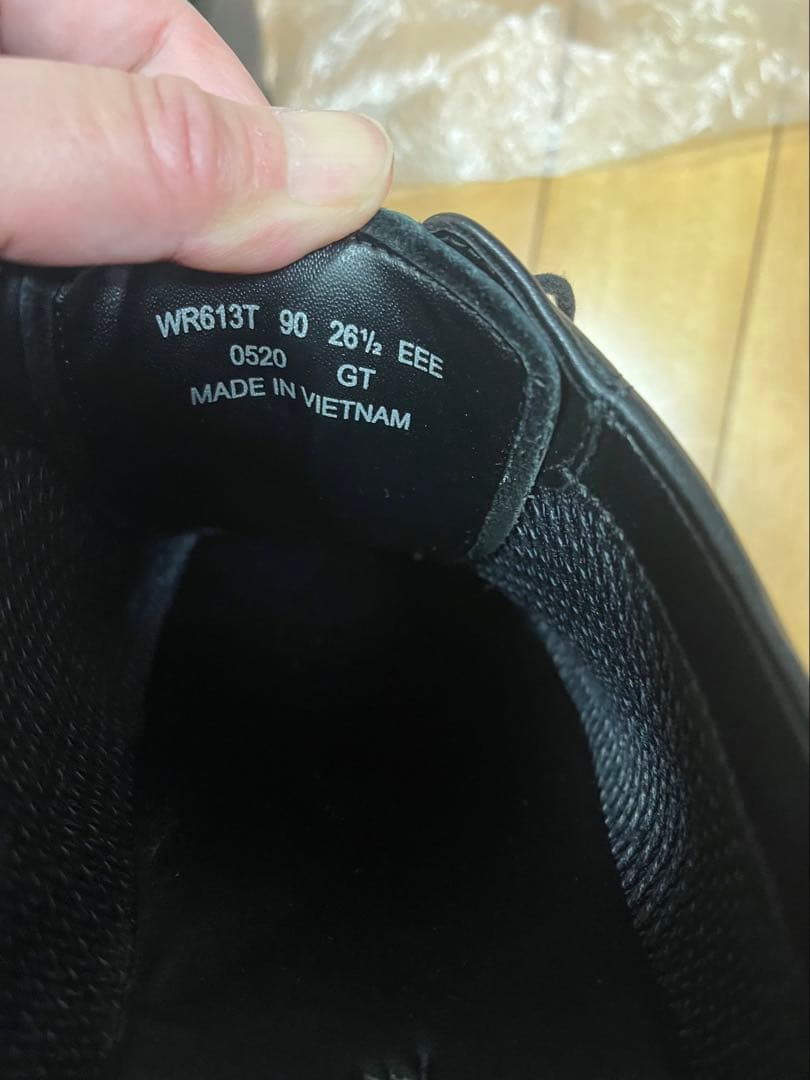 WR613T 90 26½ EEE
0520 GT
MADE IN VIETNAM